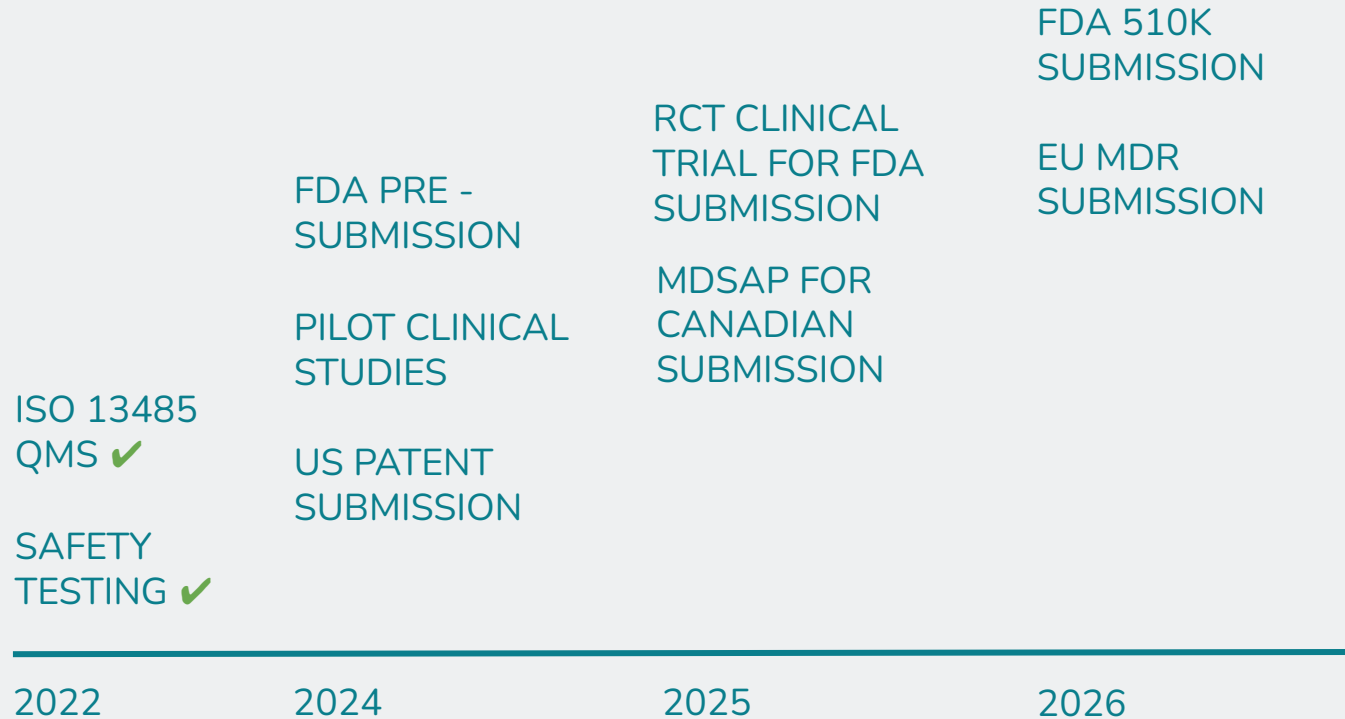 ISO 13485
QMS ✔
SAFETY
TESTING ✔
2022
FDA PRE -
SUBMISSION
PILOT CLINICAL
STUDIES
US PATENT
SUBMISSION
2024
RCT CLINICAL
TRIAL FOR FDA
SUBMISSION
MDSAP FOR
CANADIAN
SUBMISSION
2025
FDA 510K
SUBMISSION
EU MDR
SUBMISSION
2026